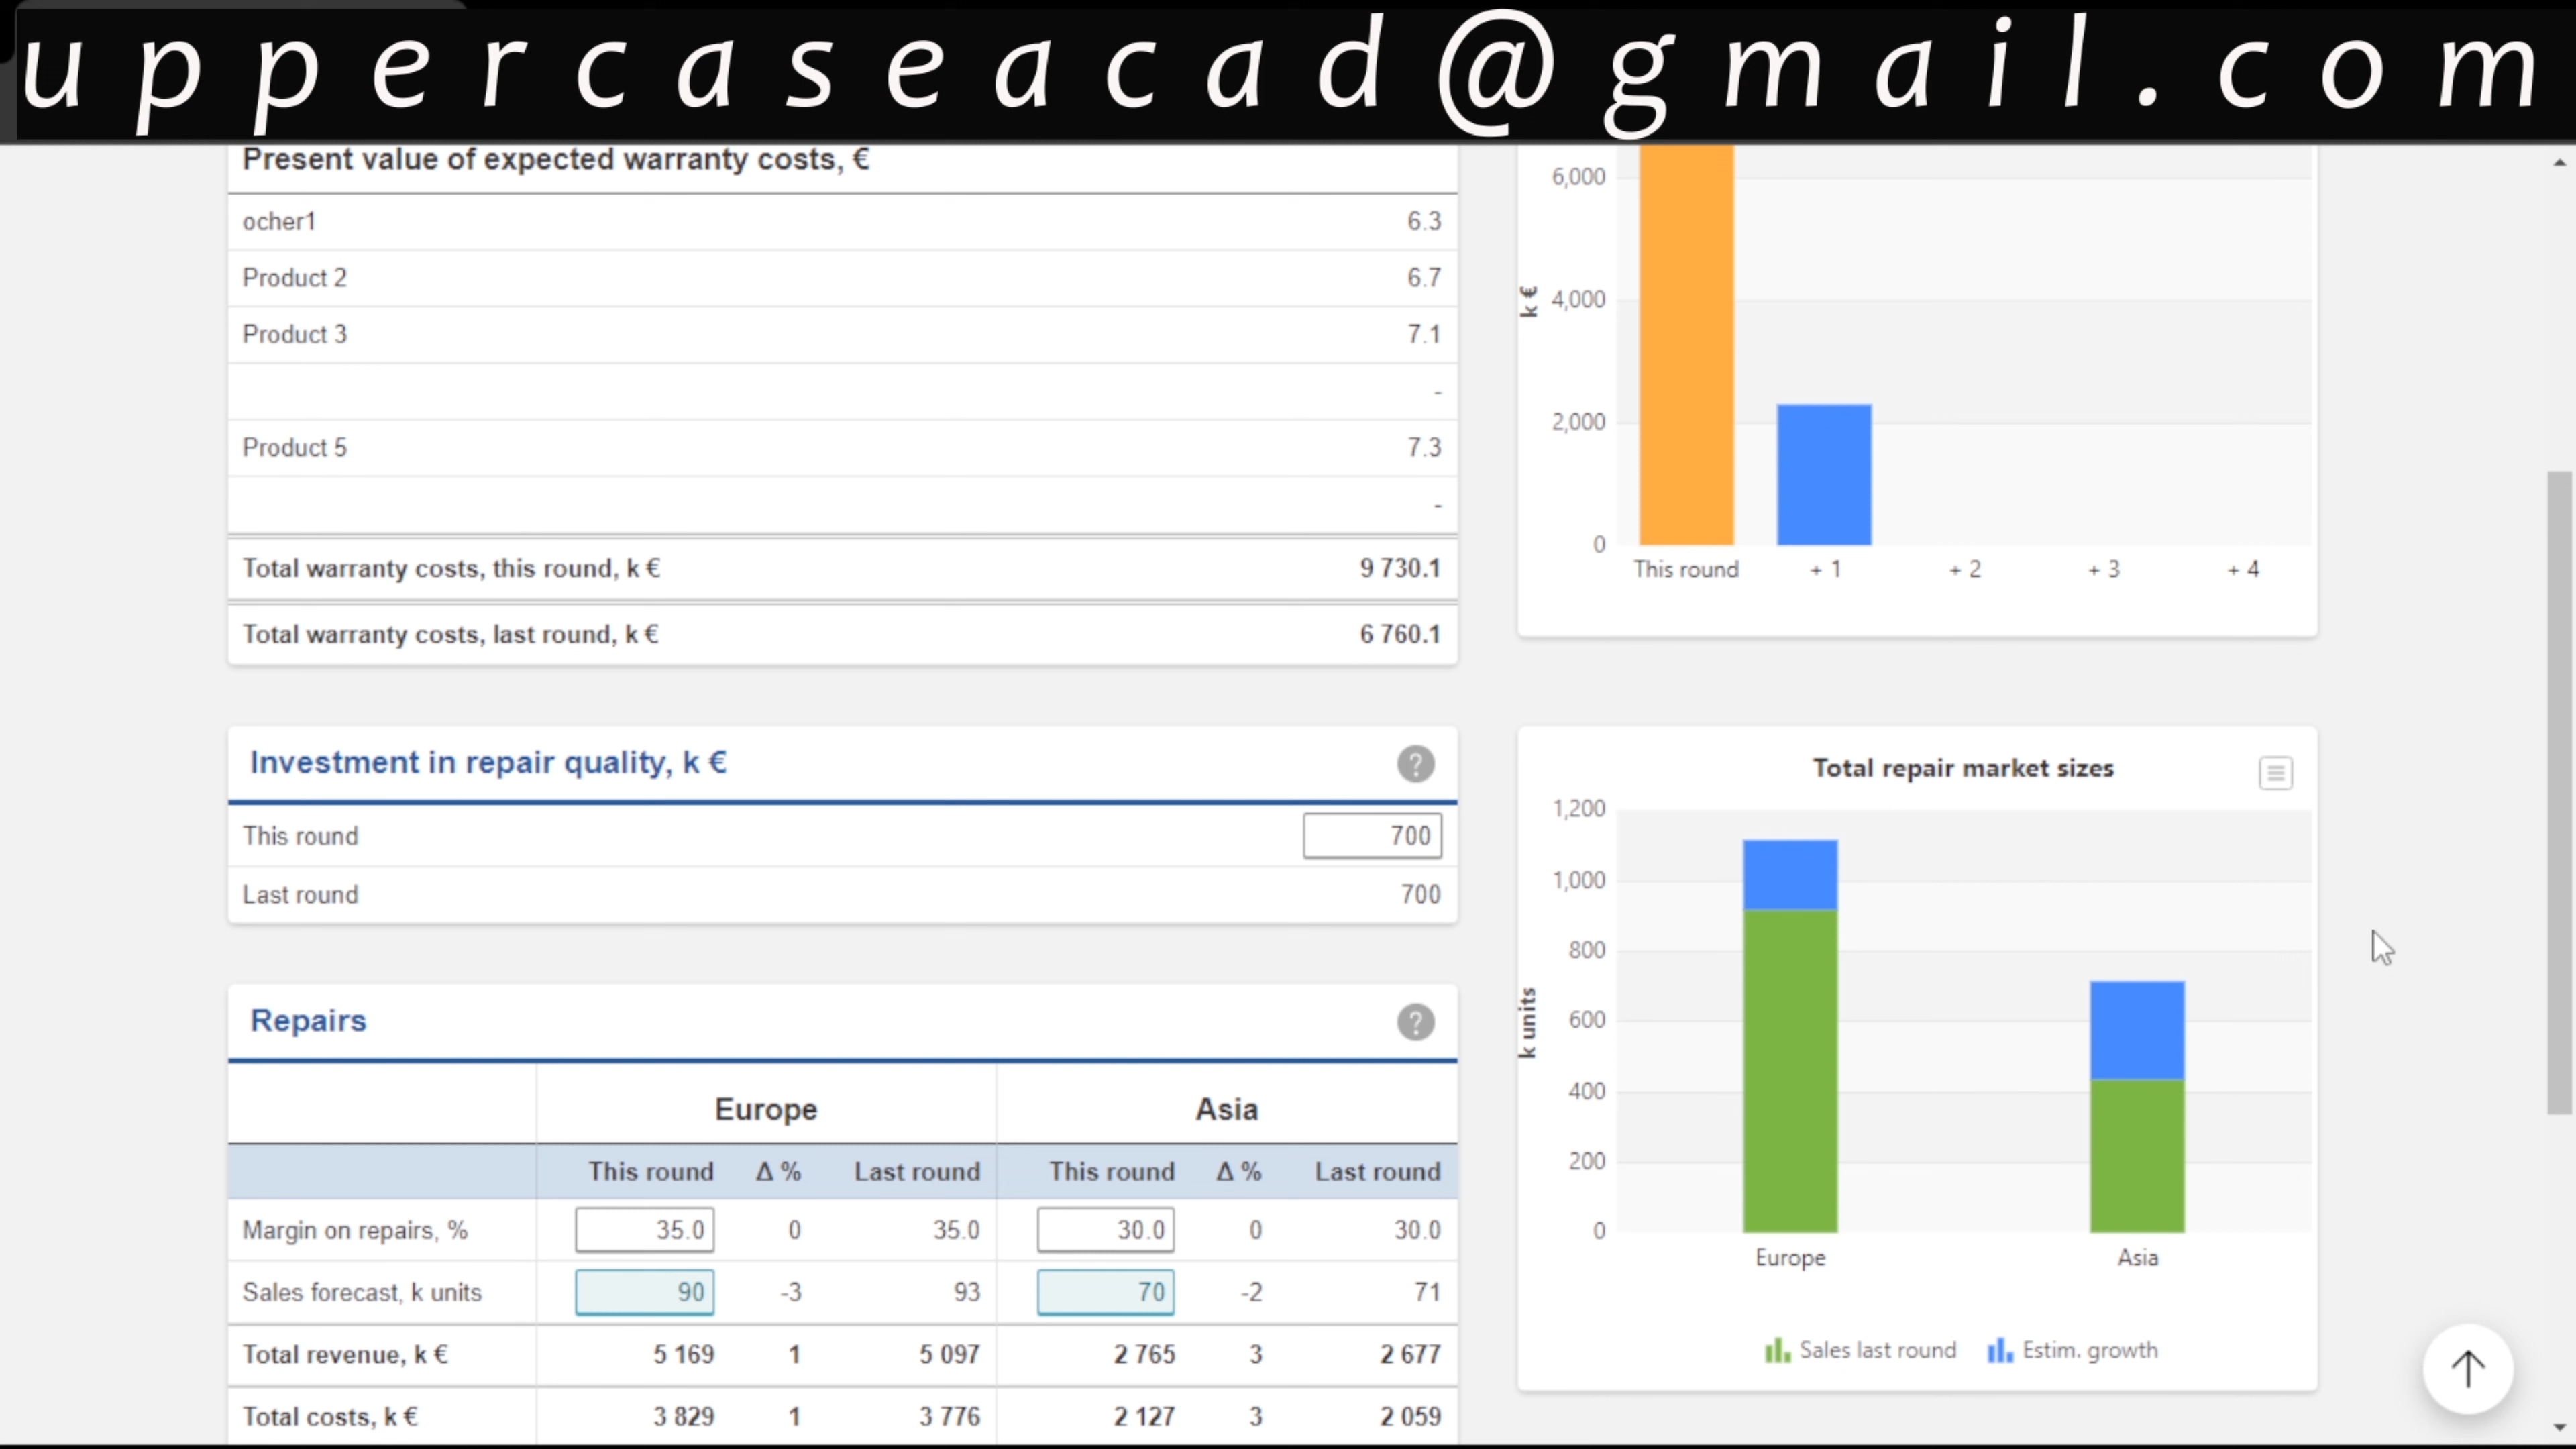 uppercaseacad@gmail.com
Present value of expected warranty costs, €
ocher1 6.3
Product 2 6.7
Product 3 7.1
-
Product 5 7.3
-
Total warranty costs, this round, k € 9 730.1
Total warranty costs, last round, k € 6 760.1
6,000
4,000
2,000
0
k €
This round + 1 + 2 + 3 + 4
Investment in repair quality, k € ?
This round 700
Last round 700
Total repair market sizes
1,200
1,000
800
600
400
200
0
k units
Europe Asia
Sales last round Estim. growth
Repairs ?
Europe Asia
This round Δ % Last round This round Δ % Last round
Margin on repairs, % 35.0 0 35.0 30.0 0 30.0
Sales forecast, k units 90 -3 93 70 -2 71
Total revenue, k € 5 169 1 5 097 2 765 3 2 677
Total costs, k € 3 829 1 3 776 2 127 3 2 059